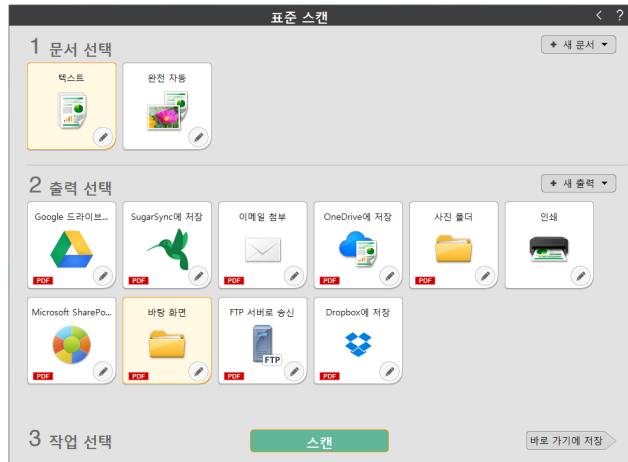 표준 스캔
< ?
1 문서 선택
+ 새 문서
텍스트
완전 자동
2 출력 선택
+ 새 출력
Google 드라이브...
SugarSync에 저장
이메일 첨부
OneDrive에 저장
사진 폴더
인쇄
PDF
PDF
PDF
PDF
PDF
Microsoft SharePo...
바탕 화면
FTP 서버로 송신
Dropbox에 저장
FTP
PDF
PDF
PDF
PDF
3 작업 선택
스캔
바로 가기에 저장